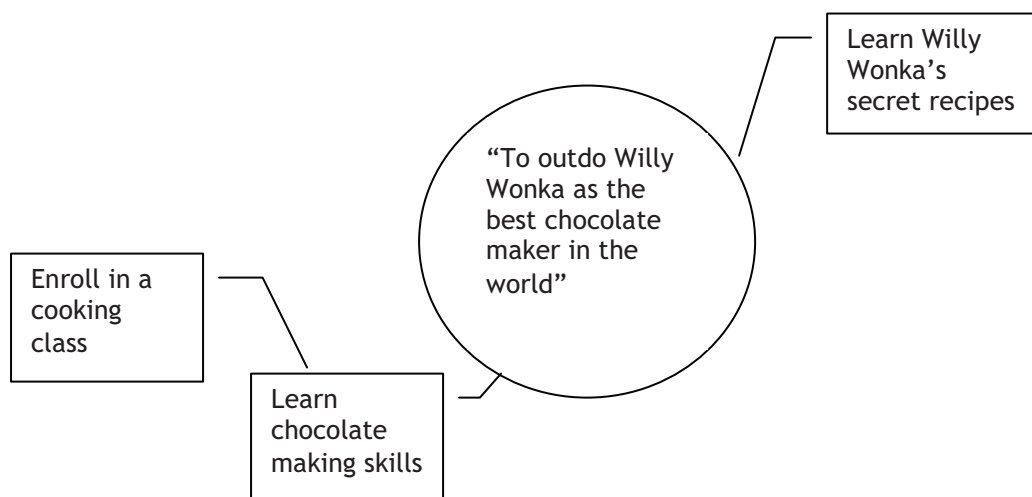 Learn Willy
Wonka’s
secret recipes
“To outdo Willy
Wonka as the
best chocolate
maker in the
world”
Enroll in a
cooking
class
Learn
chocolate
making skills